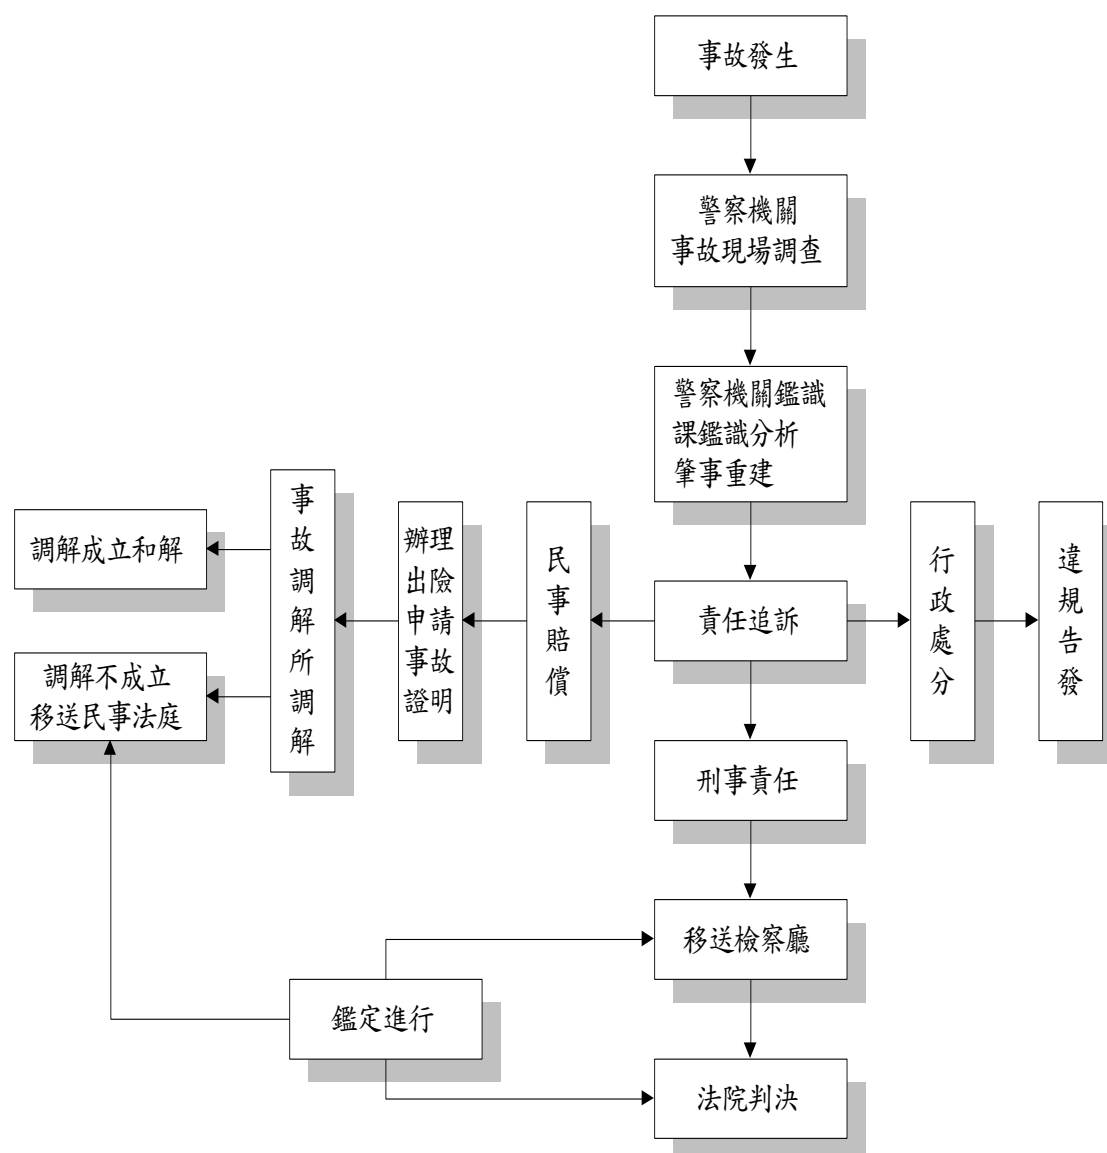 事故發生
警察機關
事故現場調查
警察機關鑑識
課鑑識分析
肇事重建
責任追訴
行政處分
違規告發
民事賠償
辦理
出險
申請
事故
證明
事故調解所調解
調解成立和解
調解不成立
移送民事法庭
刑事責任
移送檢察廳
鑑定進行
法院判決